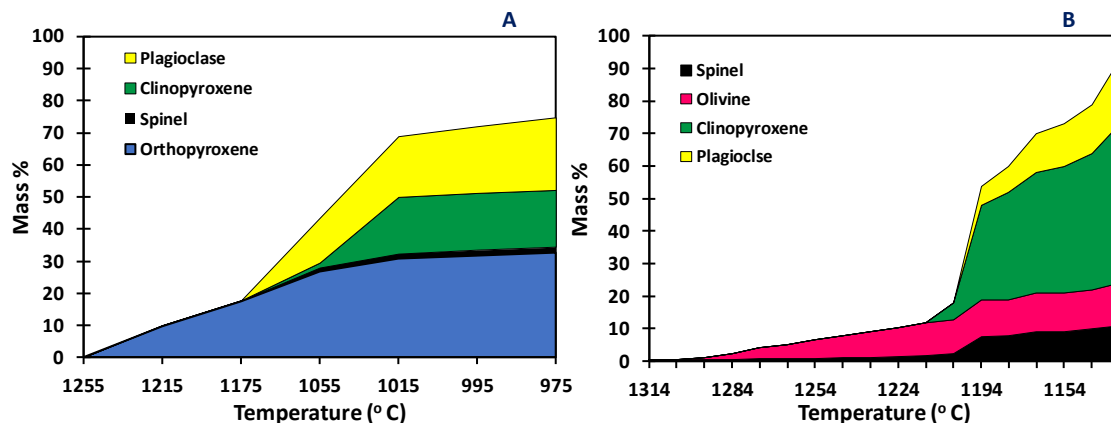 A
100
90
80
70
60
50
40
30
20
10
0
Mass %
Plagioclase
Clinopyroxene
Spinel
Orthopyroxene
1255 1215 1175 1055 1015 995 975
Temperature (° C)
B
100
90
80
70
60
50
40
30
20
10
0
Mass %
Spinel
Olivine
Clinopyroxene
Plagioclse
1314 1284 1254 1224 1194 1154
Temperature (° C)